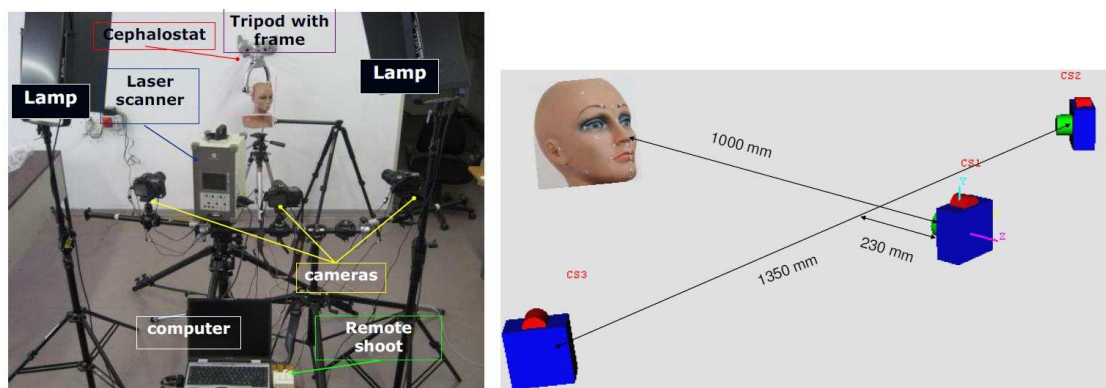 Tripod with
frame
Cephalostat
Lamp
Lamp
Laser
scanner
cameras
computer
Remote
shoot
CS2
1000 mm
CS1
Y
Z
230 mm
1350 mm
CS3